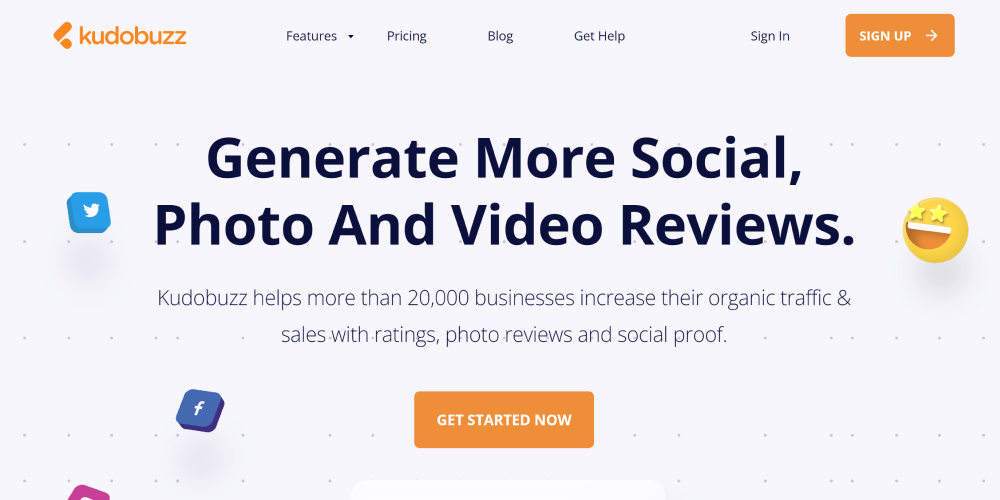 kudobuzz
Features
Pricing
Blog
Get Help
Sign In
SIGN UP
Generate More Social,
Photo And Video Reviews.
Kudobuzz helps more than 20,000 businesses increase their organic traffic &
sales with ratings, photo reviews and social proof.
GET STARTED NOW